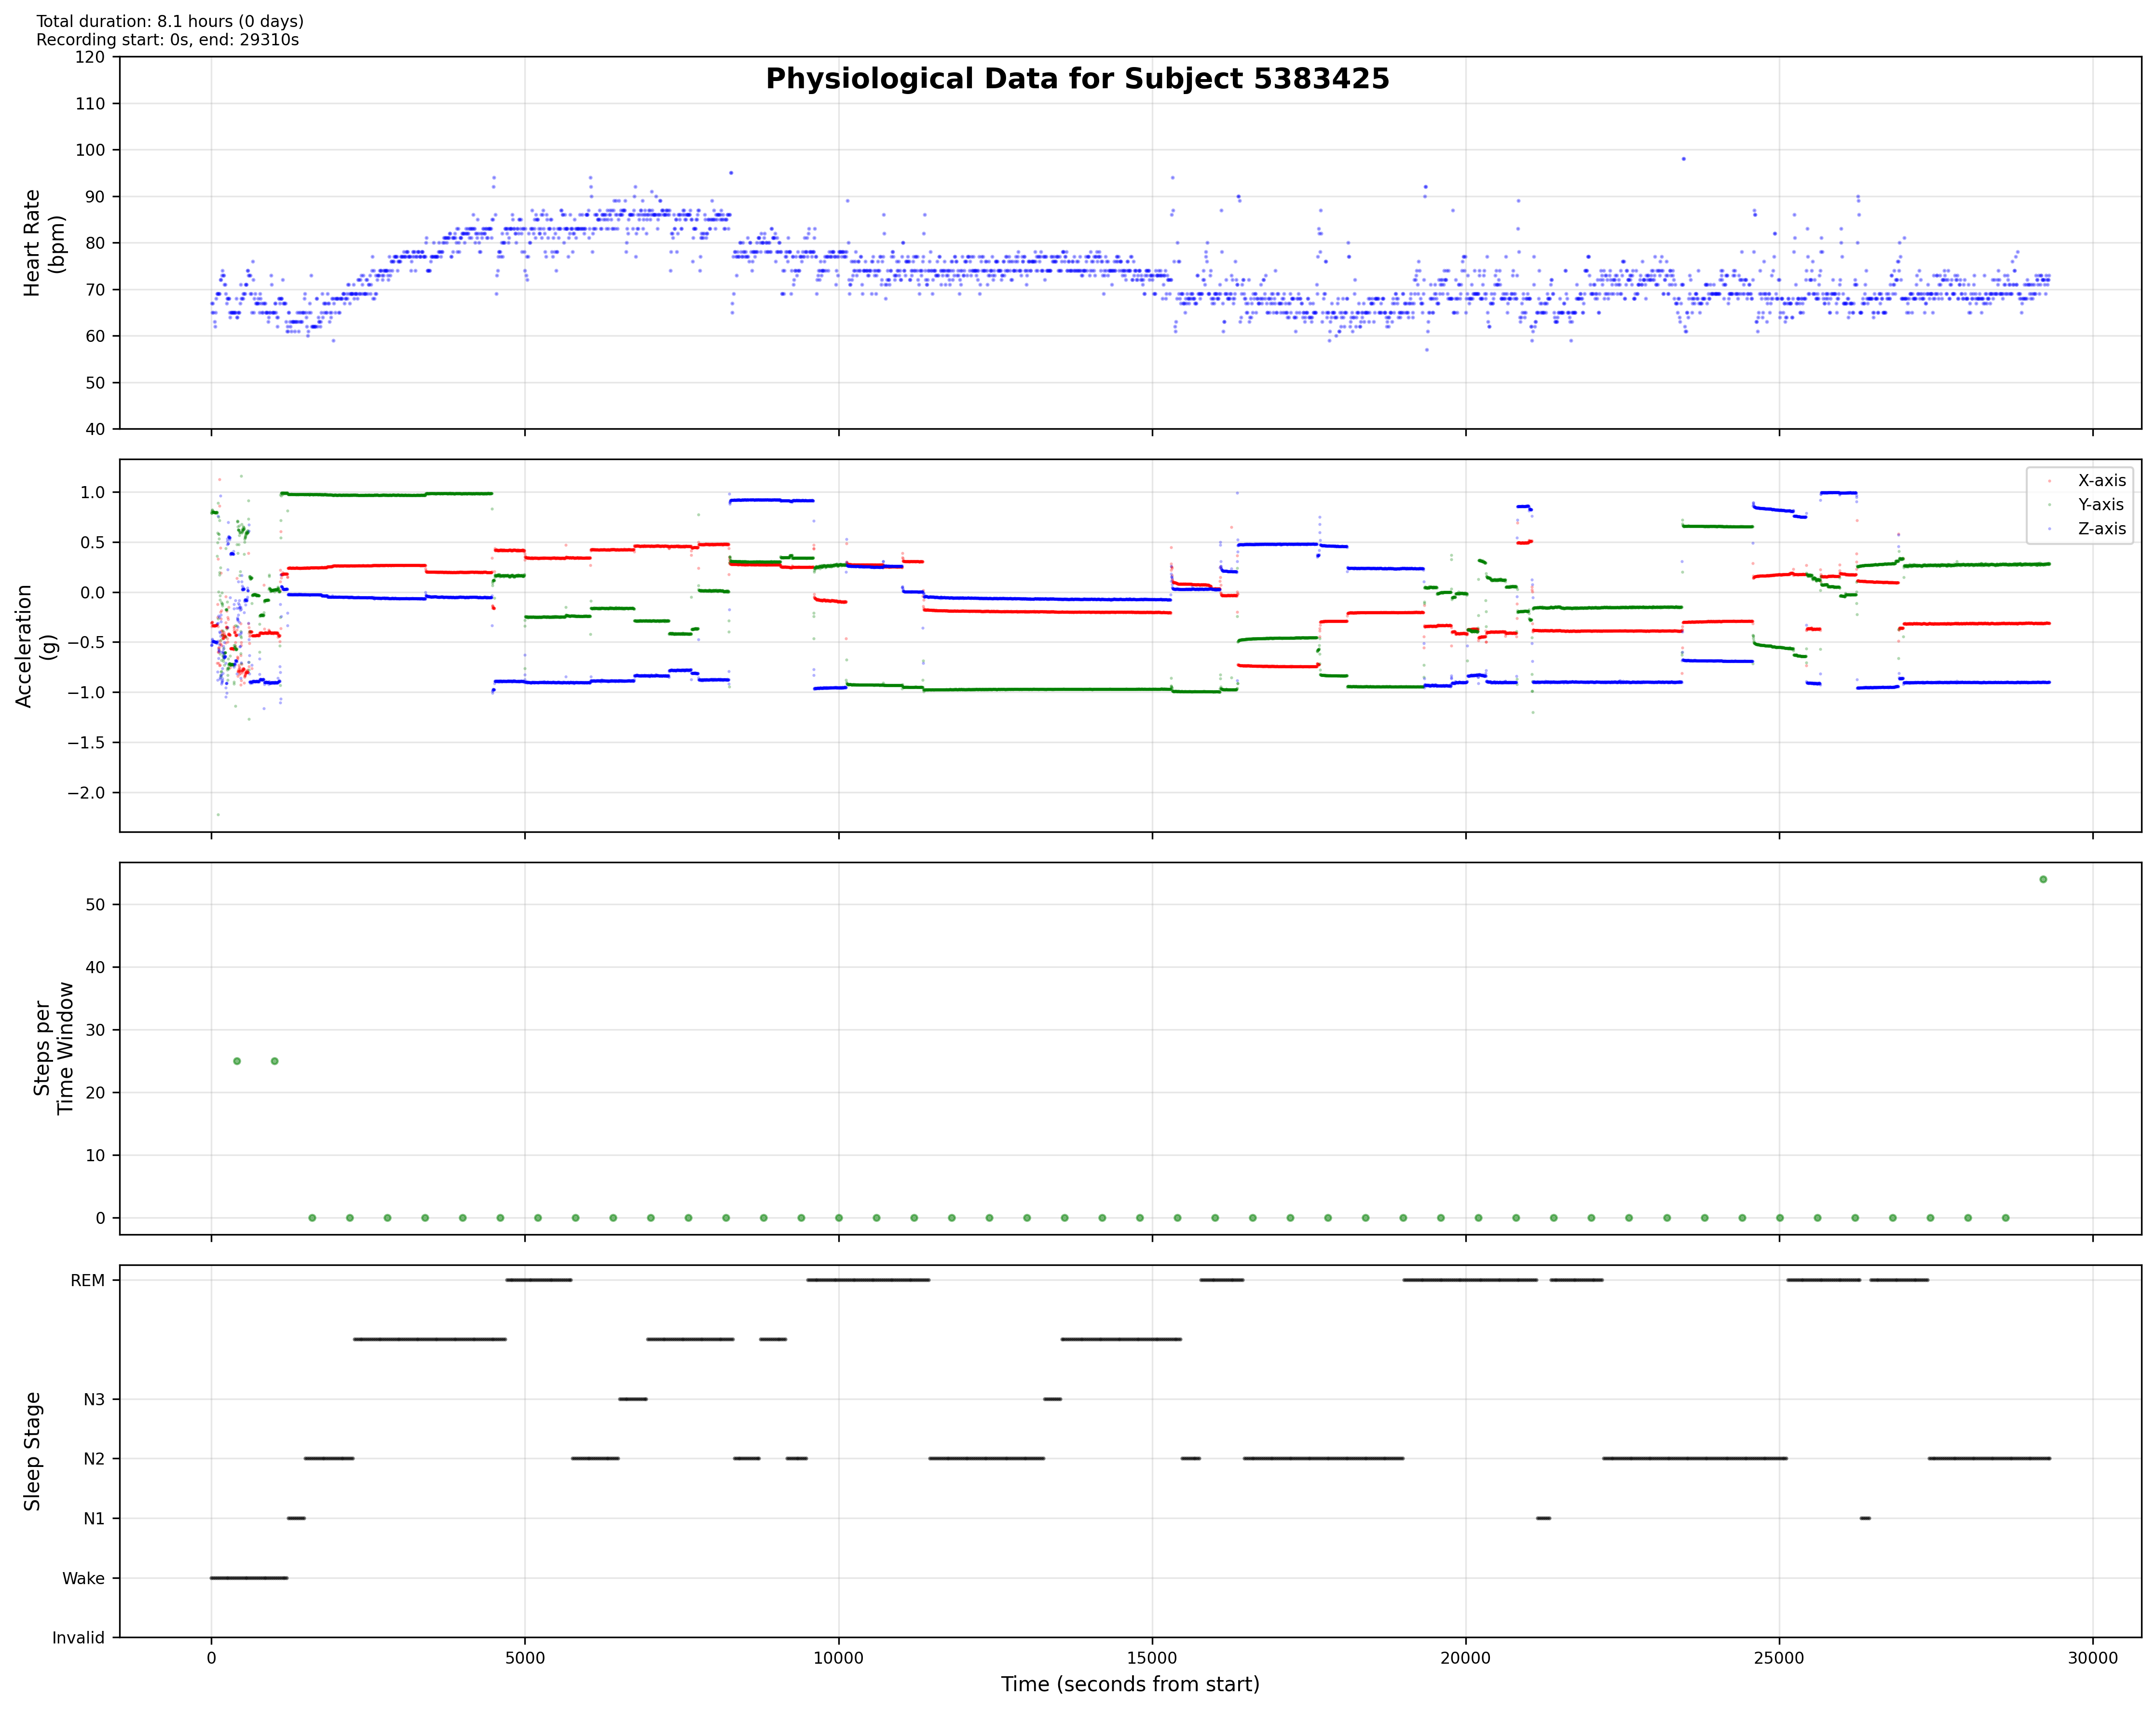 Total duration: 8.1 hours (0 days)
Recording start: 0s, end: 29310s
Physiological Data for Subject 5383425
120
110
100
90
80
70
60
50
40
Heart Rate
(bpm)
1.0
0.5
0.0
−0.5
−1.0
−1.5
−2.0
Acceleration
(g)
X-axis
Y-axis
Z-axis
50
40
30
20
10
0
Steps per
Time Window
REM
N3
N2
N1
Wake
Invalid
Sleep Stage
0 5000 10000 15000 20000 25000 30000
Time (seconds from start)